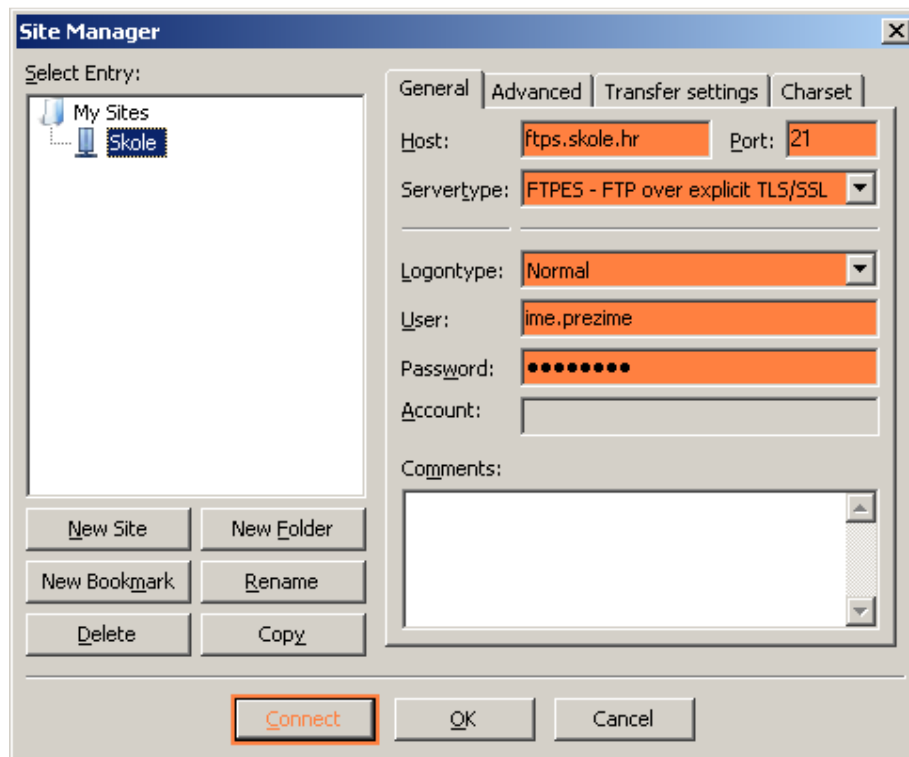 Site Manager
Select Entry:
My Sites
Skole
New Site
New Folder
New Bookmark
Rename
Delete
Copy
General
Advanced
Transfer settings
Charset
Host:
ftps.skole.hr
Port:
21
Servertype:
FTPES - FTP over explicit TLS/SSL
Logontype:
Normal
User:
ime.prezime
Password:
●●●●●●●●
Account:
Comments:
Connect
OK
Cancel